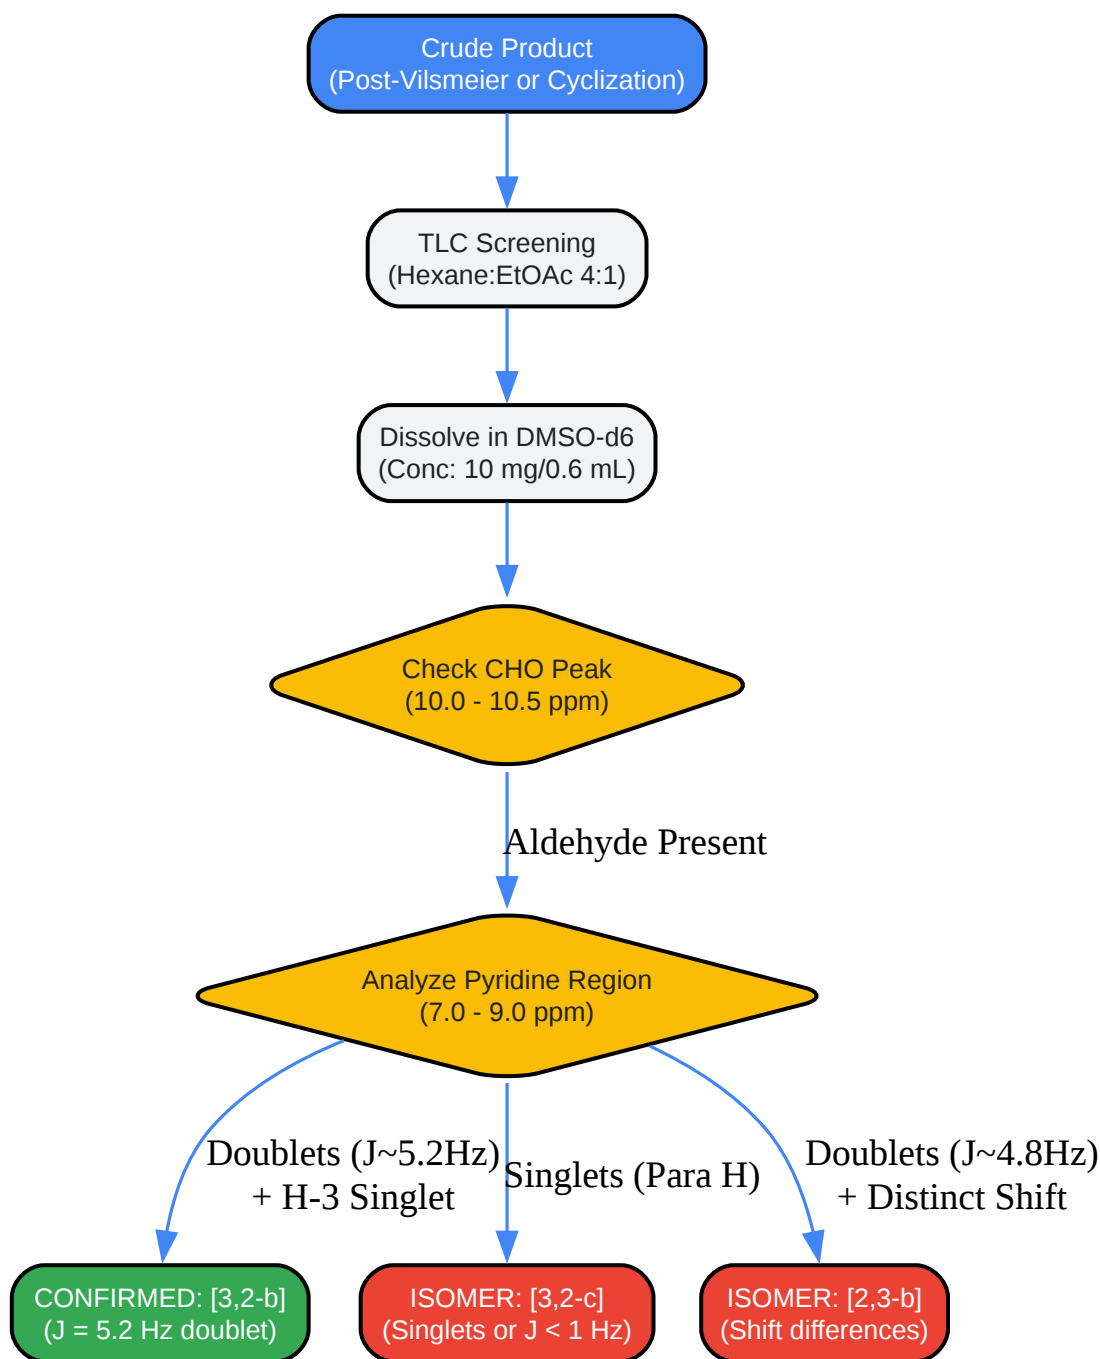 Crude Product
(Post-Vilsmeier or Cyclization)
TLC Screening
(Hexane:EtOAc 4:1)
Dissolve in DMSO-d6
(Conc: 10 mg/0.6 mL)
Check CHO Peak
(10.0 - 10.5 ppm)
Aldehyde Present
Analyze Pyridine Region
(7.0 - 9.0 ppm)
Doublets (J~5.2Hz)
+ H-3 Singlet
Singlets (Para H)
Doublets (J~4.8Hz)
+ Distinct Shift
CONFIRMED: [3,2-b]
(J = 5.2 Hz doublet)
ISOMER: [3,2-c]
(Singlets or J < 1 Hz)
ISOMER: [2,3-b]
(Shift differences)